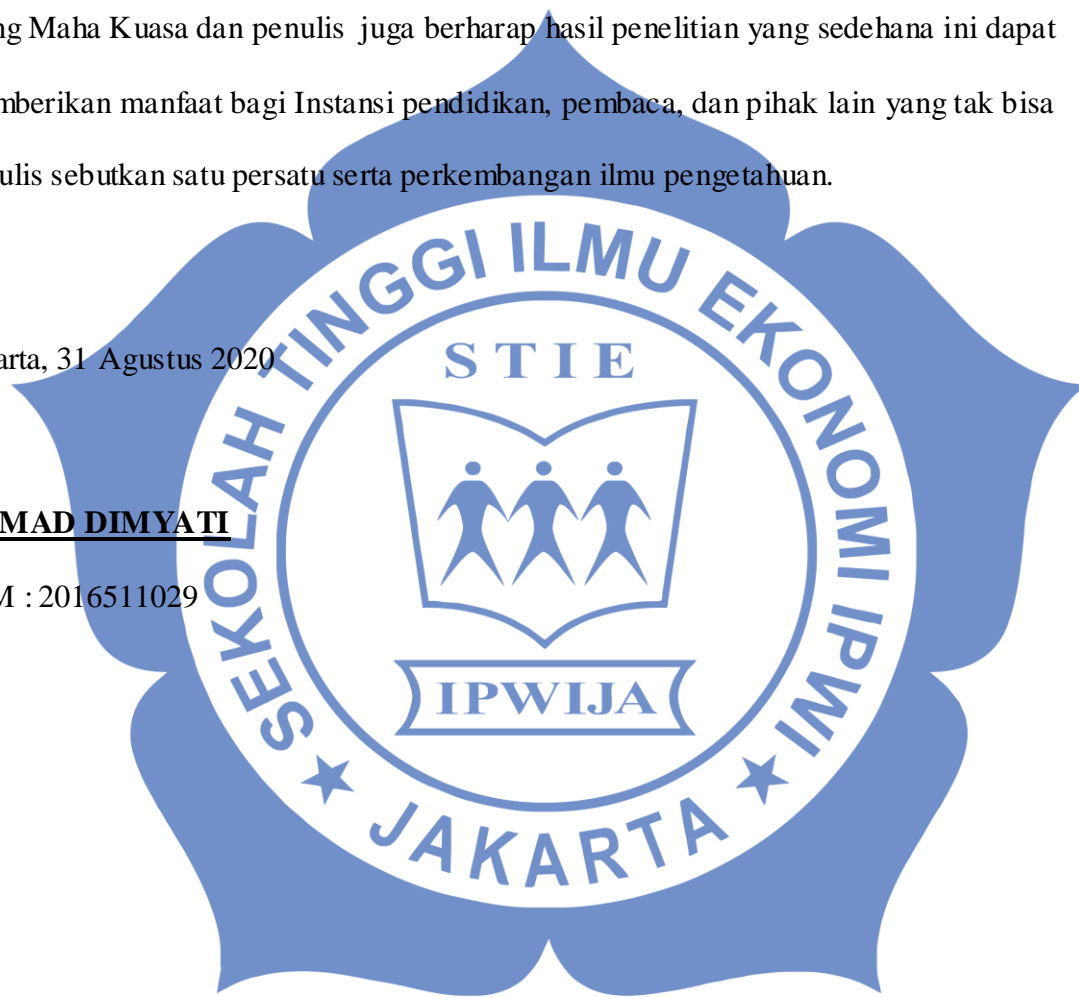 ng Maha Kuasa dan penulis juga berharap hasil penelitian yang sedehana ini dapat
mberikan manfaat bagi Instansi pendidikan, pembaca, dan pihak lain yang tak bisa
ulis sebutkan satu persatu serta perkembangan ilmu pengetahuan.
arta, 31 Agustus 2020
MAD DIMYATI
M : 2016511029
SEKOLAH TINGGI ILMU EKONOMI IPWI
STIE
IPWIJA
★ JAKARTA ★